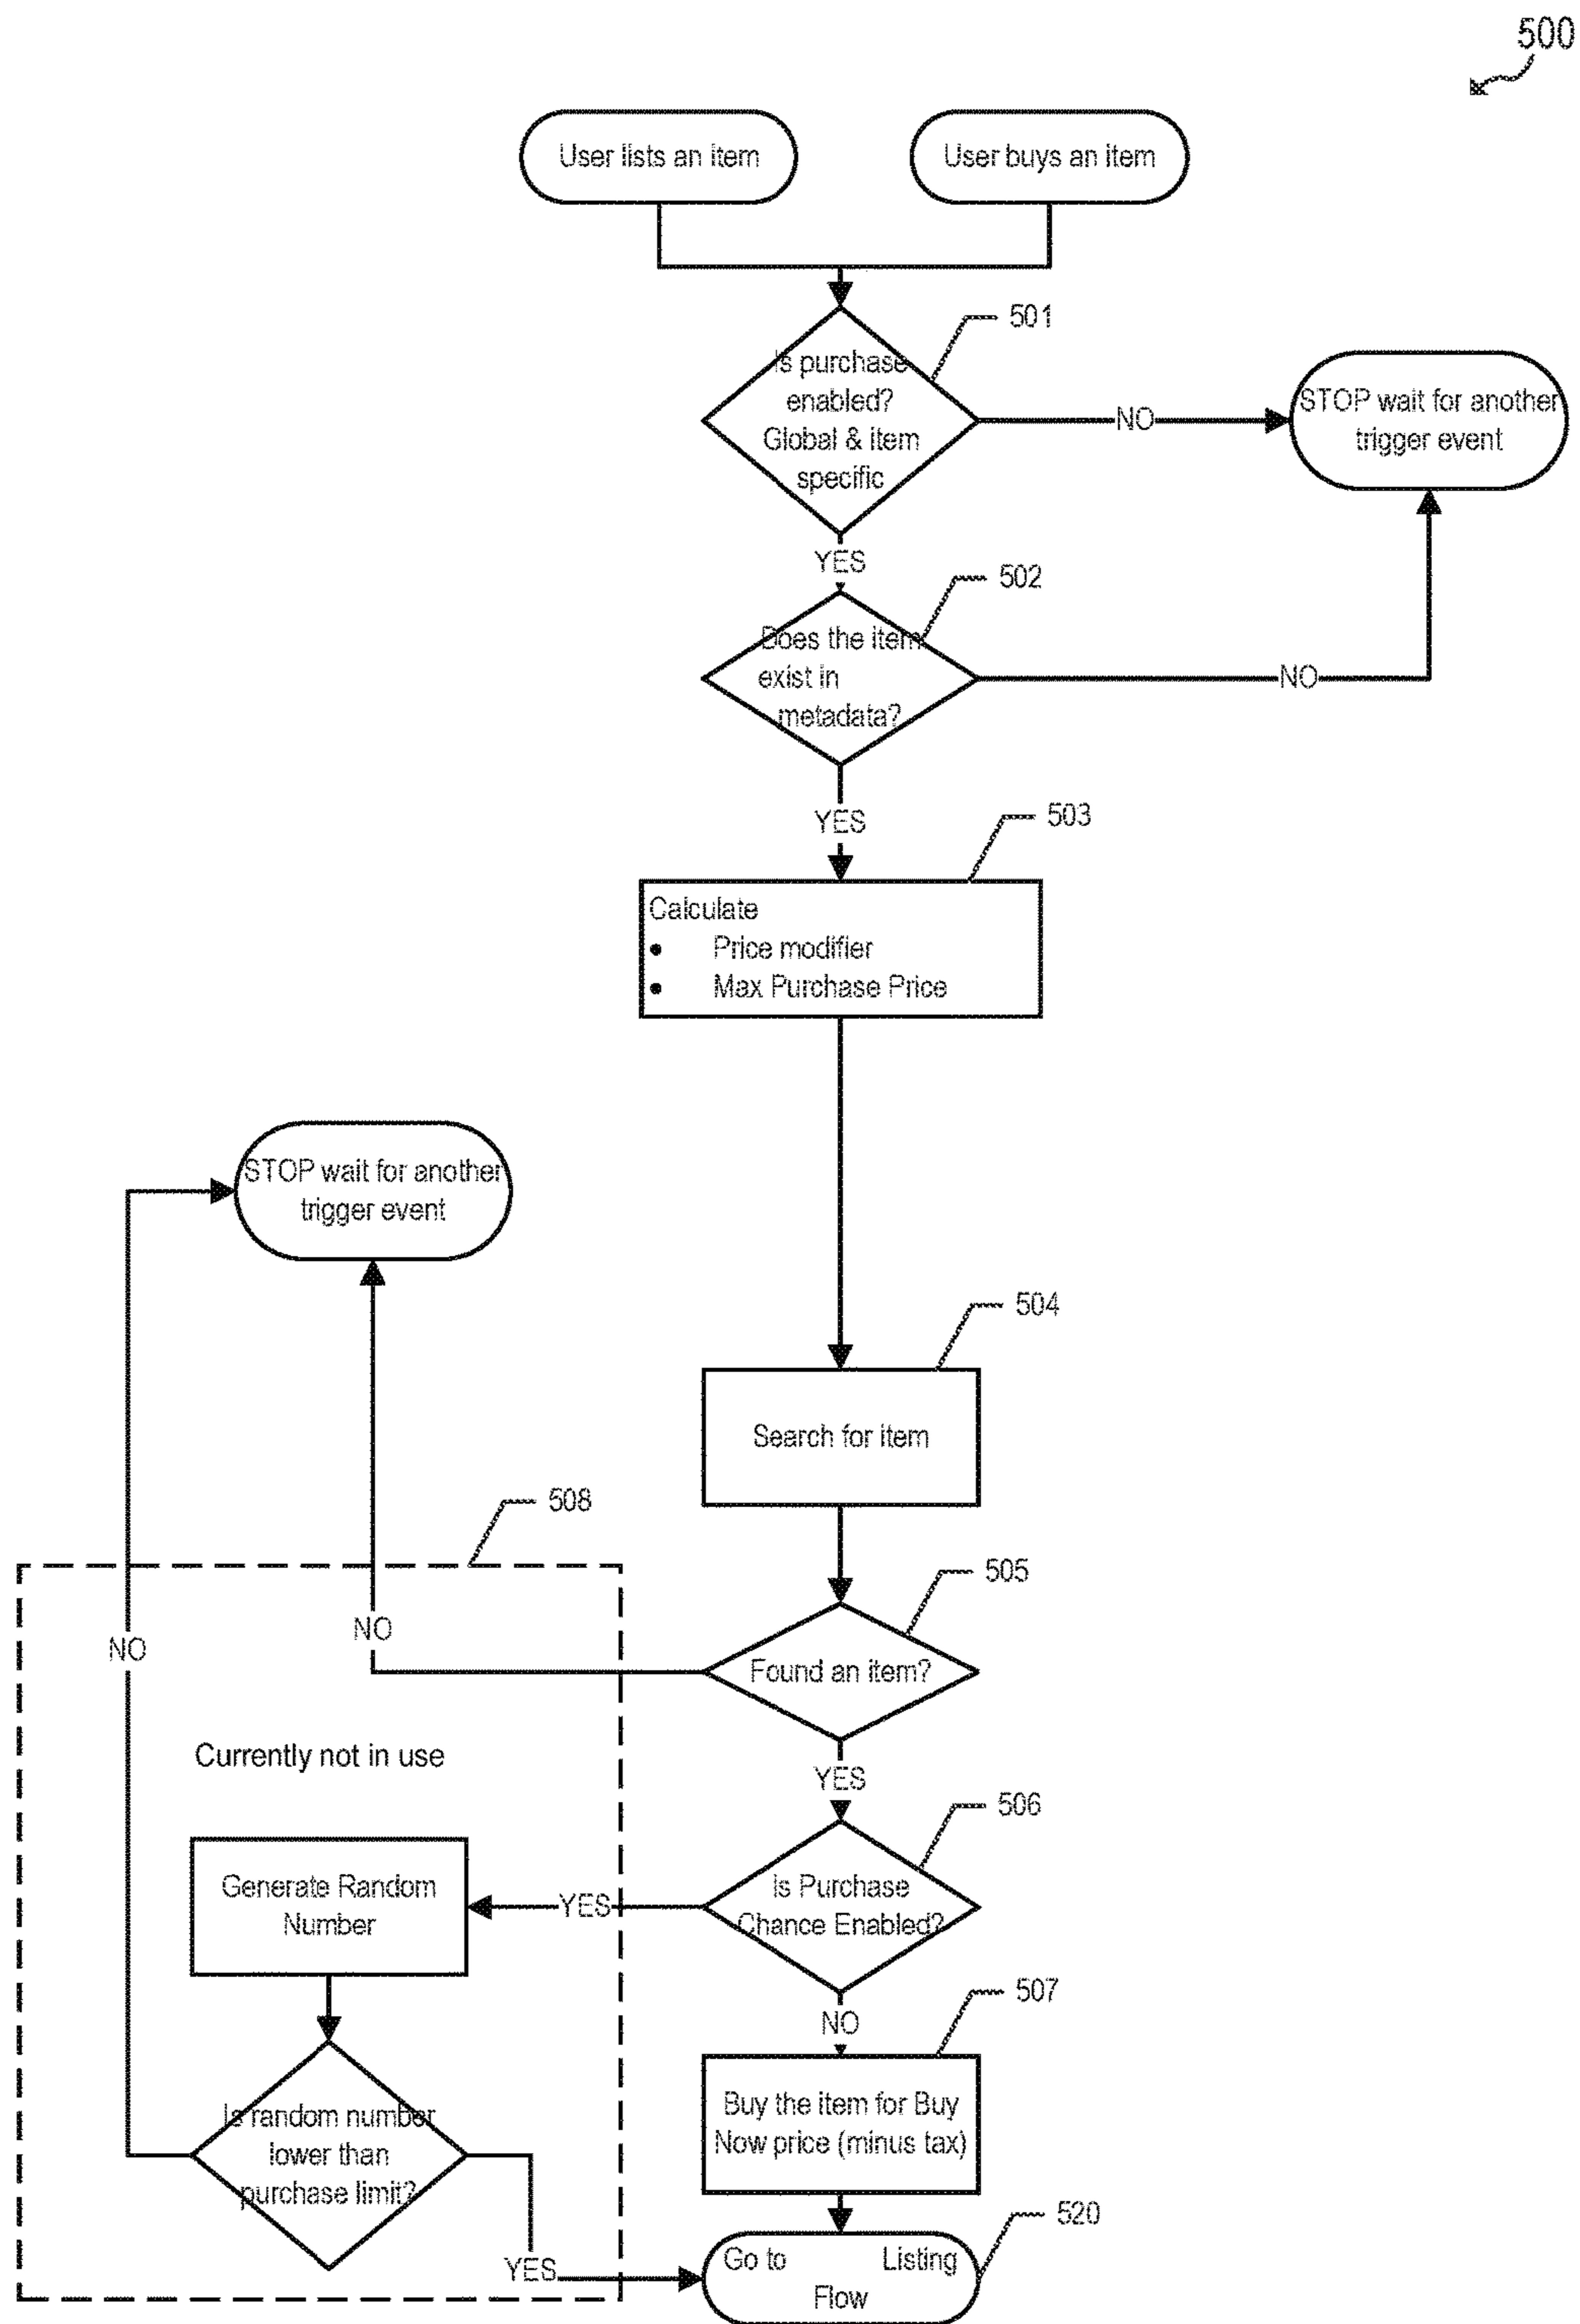 500
User lists an item
User buys an item
501
Is purchase
enabled?
Global & item
specific
NO
STOP wait for another
trigger event
YES
502
Does the item
exist in
metadata?
NO
YES
503
Calculate
• Price modifier
• Max Purchase Price
STOP wait for another
trigger event
504
Search for item
508
505
NO
NO
Found an item?
Currently not in use
YES
506
Generate Random
Number
YES
is Purchase
Chance Enabled?
507
NO
Is random number
lower than
purchase limit?
Buy the item for Buy
Now price (minus tax)
520
YES
Go to Listing
Flow